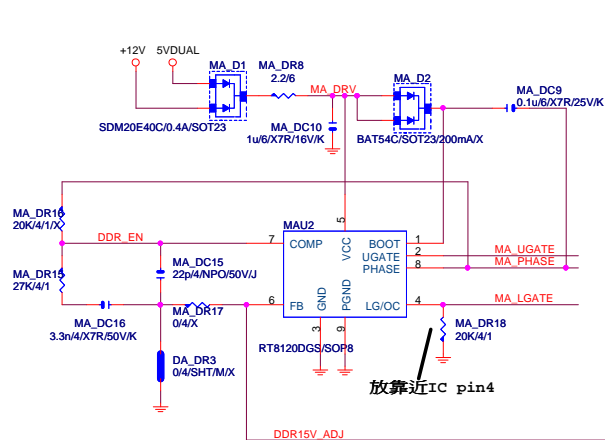 +12V
5VDUAL
MA_D1
MA_DR8
2.2/6
MA_DRV
MA_D2
MA_DC9
0.1u/6/X7R/25V/K
SDM20E40C/0.4A/SOT23
MA_DC10
1u/6/X7R/16V/K
BAT54C/SOT23/200mA/X
MA_DR16
20K/4/1/X
DDR_EN
MAU2
5
7
COMP
VCC
BOOT
1
UGATE
2
MA_UGATE
PHASE
8
MA_PHASE
MA_DR15
27K/4/1
MA_DC15
22p/4/NPO/50V/J
6
FB
GND
PGND
LG/OC
4
MA_LGATE
MA_DC16
3.3n/4/X7R/50V/K
MA_DR17
0/4/X
3
9
MA_DR18
20K/4/1
RT8120DGS/SOP8
DA_DR3
0/4/SHT/M/X
放靠近IC pin4
DDR15V_ADJ